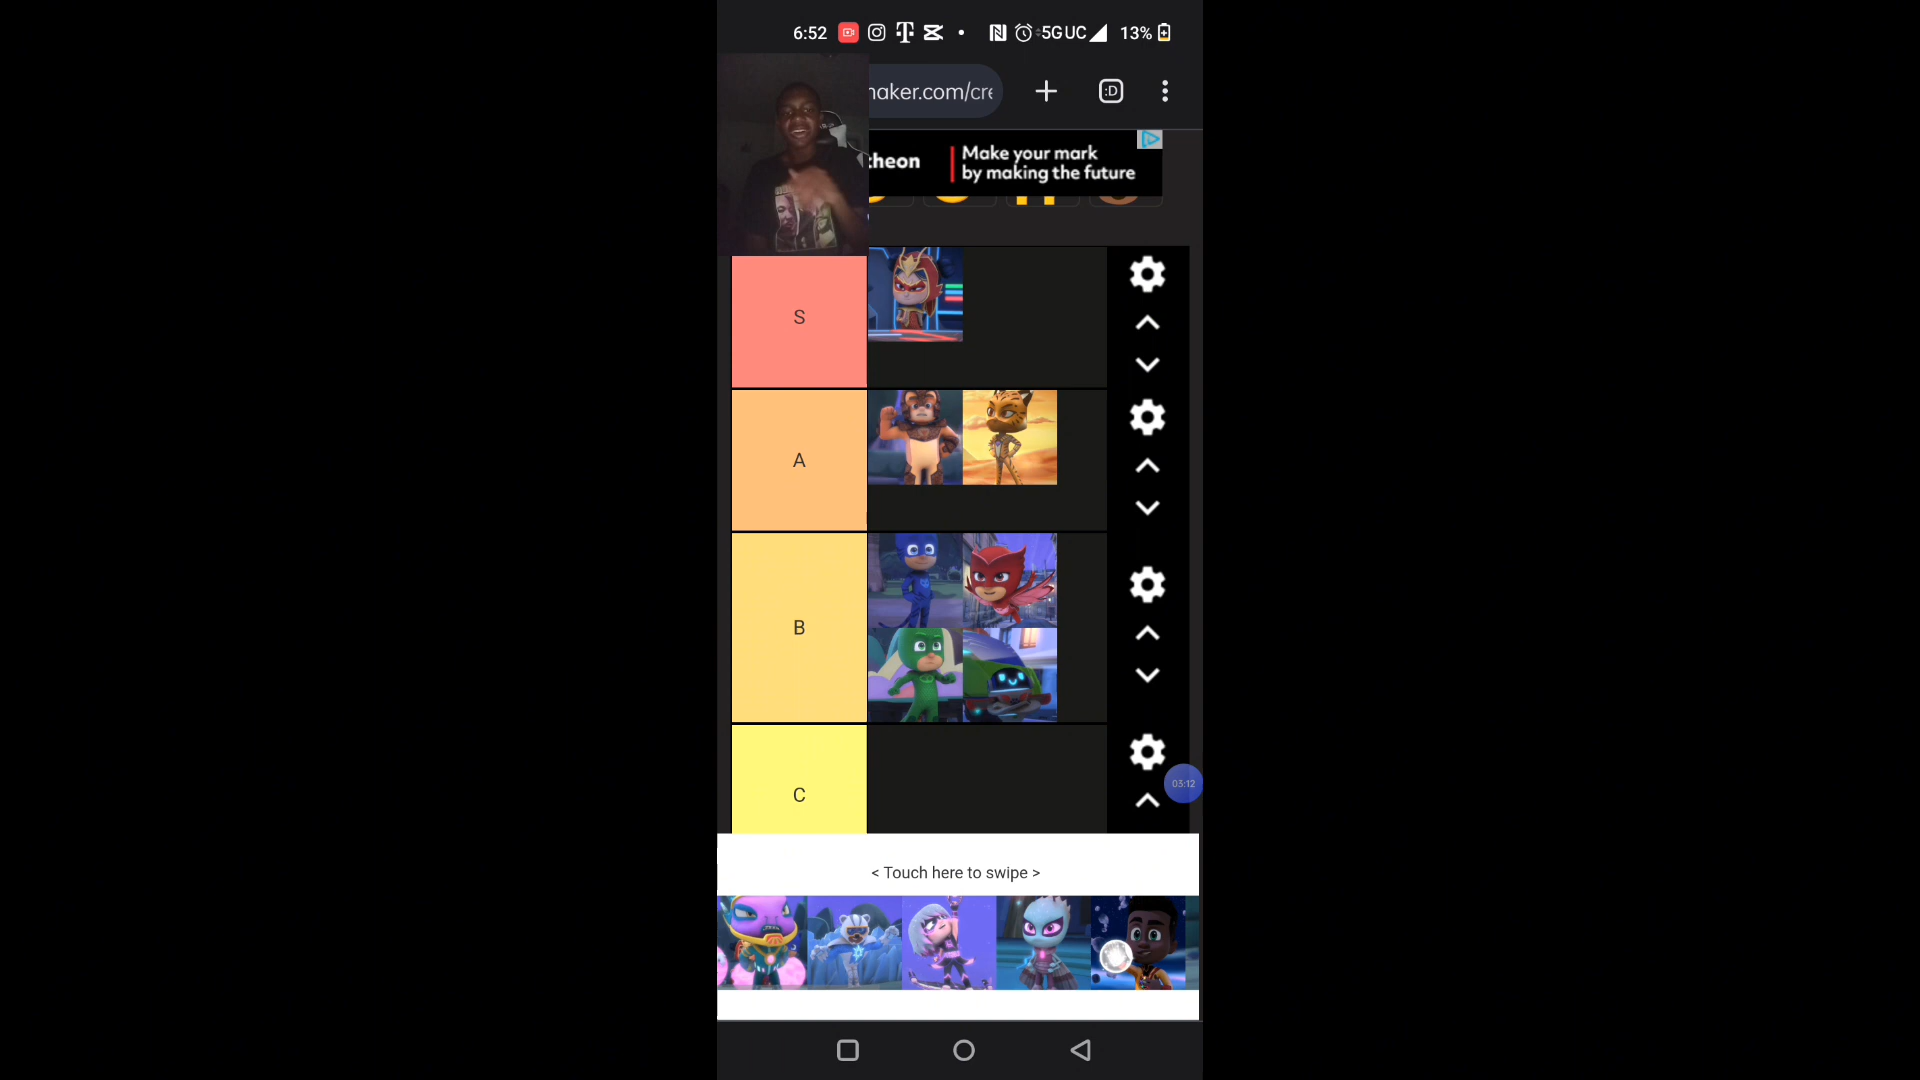 6:52
5G UC
13%
naker.com/cre
:D
theon
Make your mark
by making the future
S
A
B
C
03:12
< Touch here to swipe >